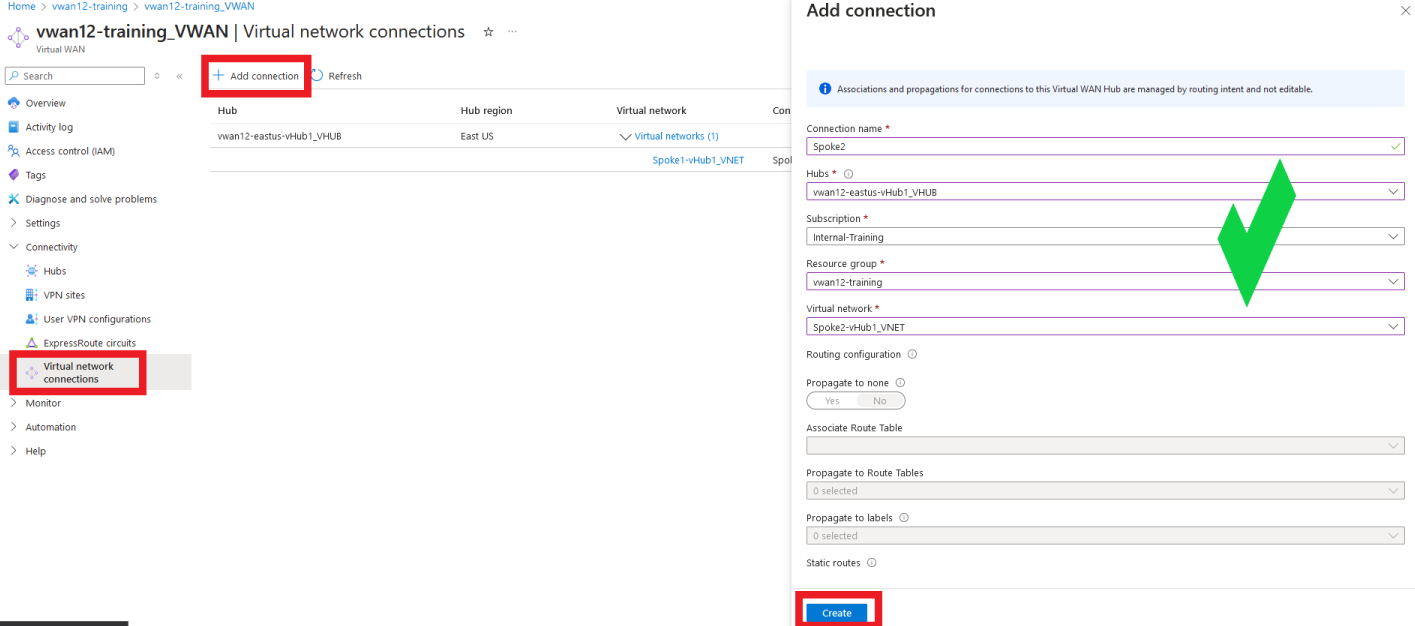 Home > vwan12-training > vwan12-training_VWAN
vwan12-training_VWAN | Virtual network connections
Virtual WAN
Search
Overview
Activity log
Access control (IAM)
Tags
Diagnose and solve problems
Settings
Connectivity
Hubs
VPN sites
User VPN configurations
ExpressRoute circuits
Virtual network
connections
Monitor
Automation
Help
Add connection Refresh
Hub Hub region Virtual network Con
vwan12-eastus-vHub1_VHUB East US Virtual networks (1)
Spoke1-vHub1_VNET Spol
Add connection
Associations and propagations for connections to this Virtual WAN Hub are managed by routing intent and not editable.
Connection name *
Spoke2
Hubs *
vwan12-eastus-vHub1_VHUB
Subscription *
Internal-Training
Resource group *
vwan12-training
Virtual network *
Spoke2-vHub1_VNET
Routing configuration
Propagate to none
Yes No
Associate Route Table
Propagate to Route Tables
0 selected
Propagate to labels
0 selected
Static routes
Create